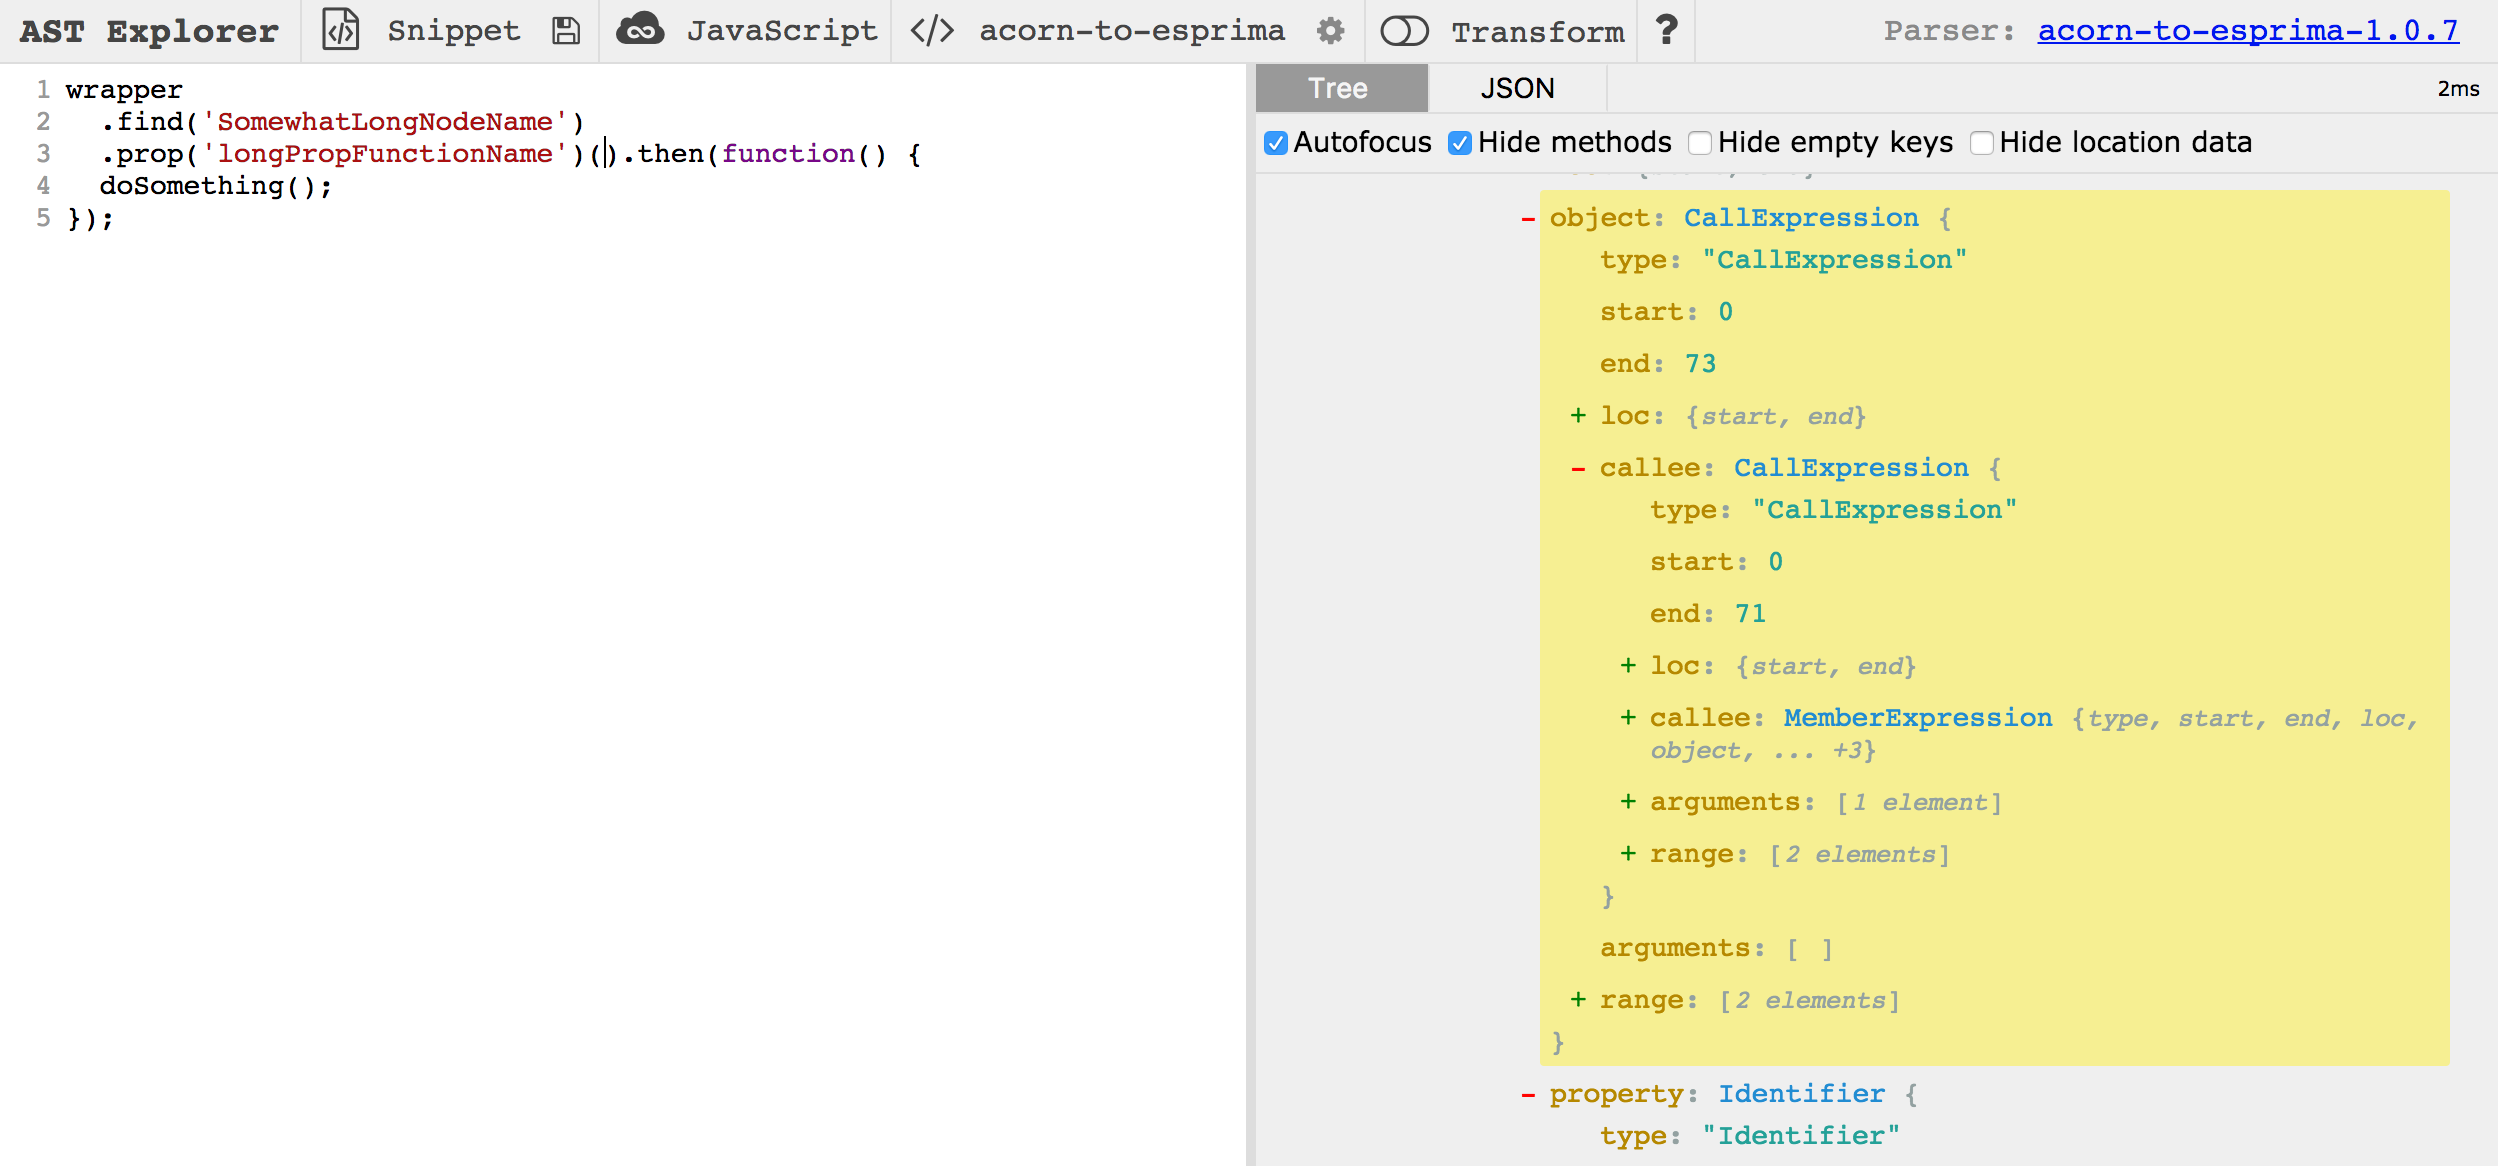 AST Explorer Snippet JavaScript </> acorn-to-esprima Transform ? Parser: acorn-to-esprima-1.0.7
1 wrapper
2   .find('SomewhatLongNodeName')
3   .prop('longPropFunctionName')().then(function() {
4   doSomething();
5 });
Tree JSON 2ms
Autofocus Hide methods Hide empty keys Hide location data
- object: CallExpression {
type: "CallExpression"
start: 0
end: 73
+ loc: {start, end}
- callee: CallExpression {
type: "CallExpression"
start: 0
end: 71
+ loc: {start, end}
+ callee: MemberExpression {type, start, end, loc,
object, ... +3}
+ arguments: [1 element]
+ range: [2 elements]
}
arguments: [ ]
+ range: [2 elements]
}
- property: Identifier {
type: "Identifier"